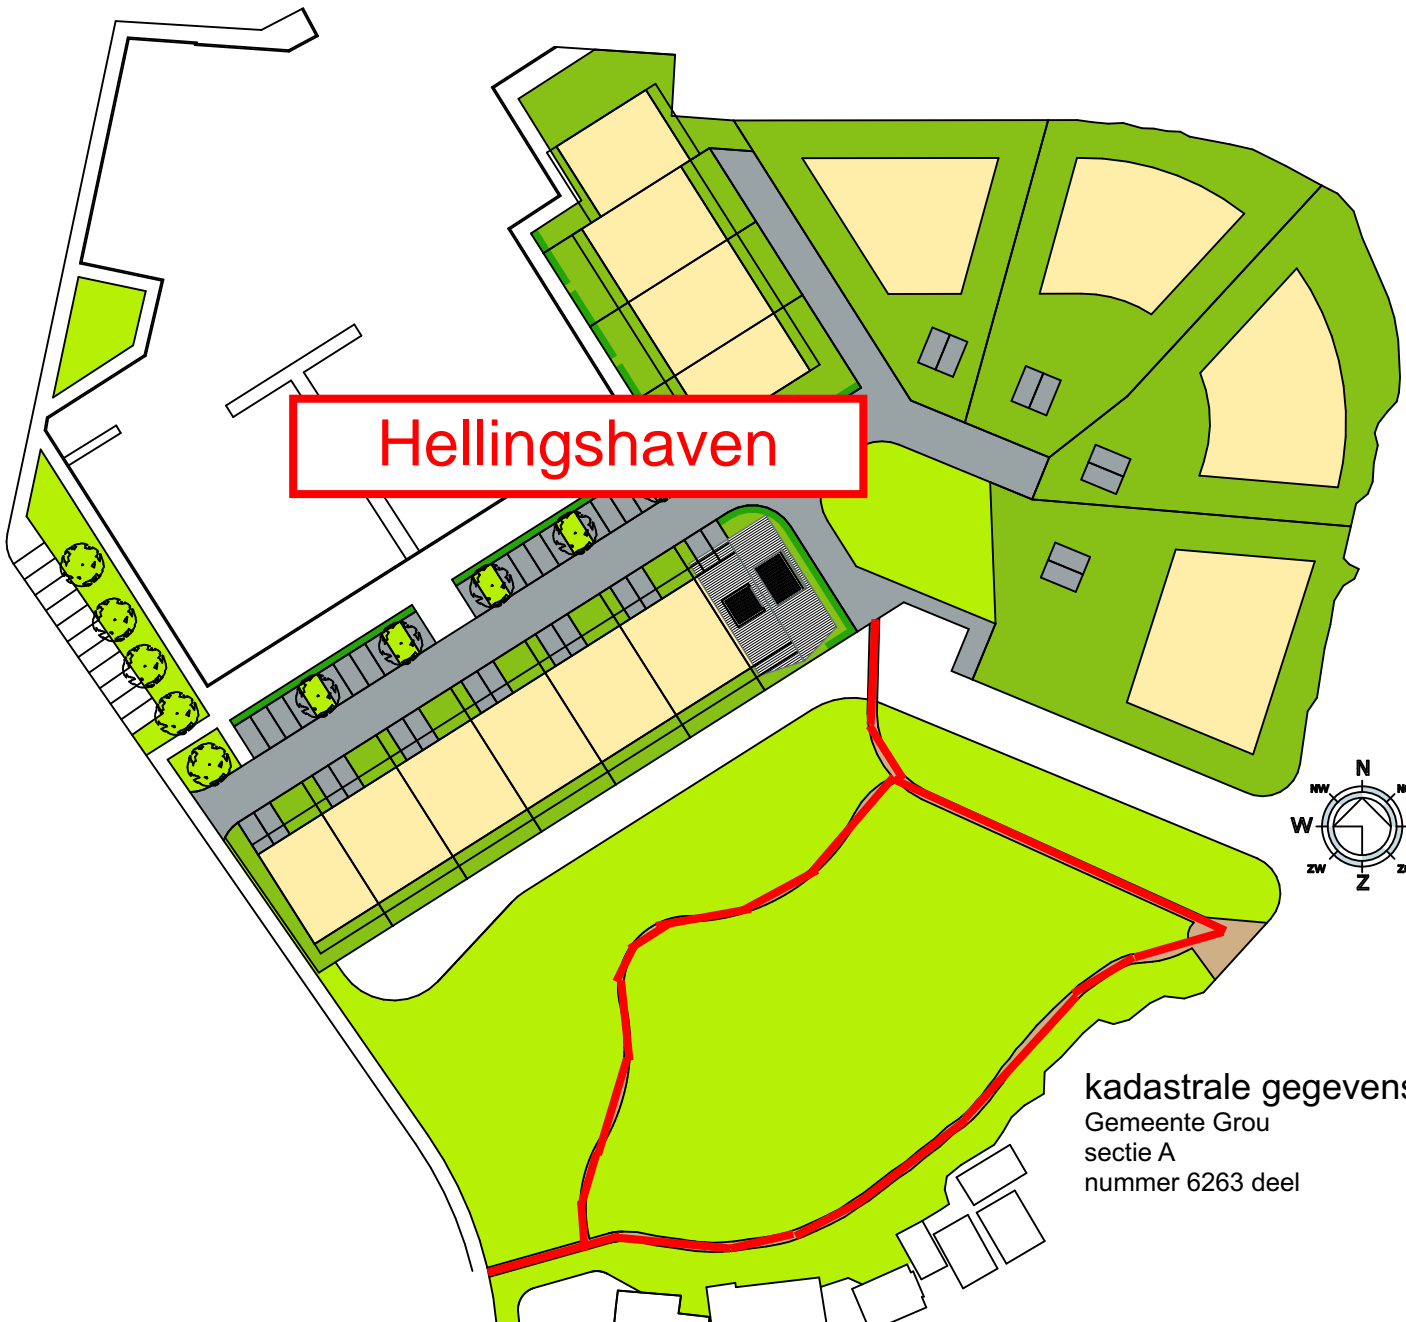 Hellingshaven
N
NW
W
ZW
Z
kadastrale gegevens
Gemeente Grou
sectie A
nummer 6263 deel